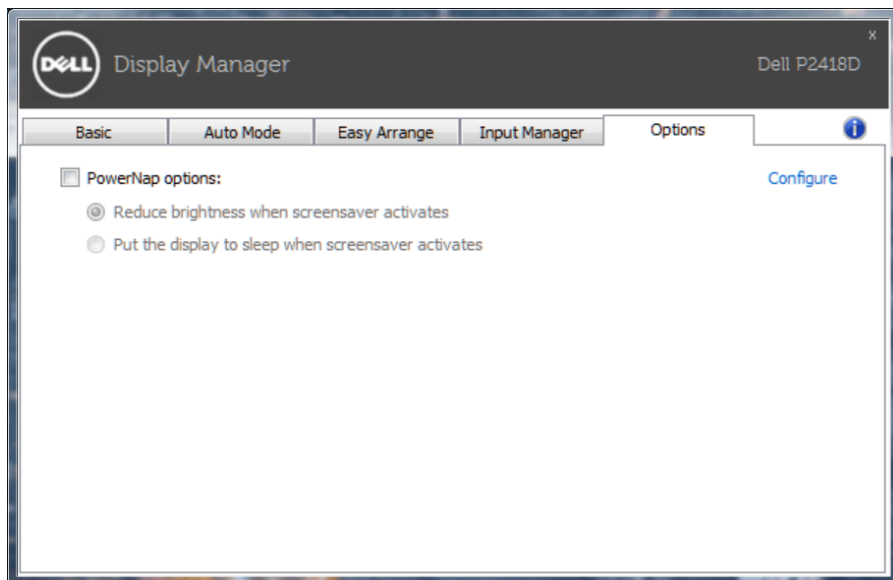 x
DELL Display Manager Dell P2418D
Basic Auto Mode Easy Arrange Input Manager Options i
PowerNap options: Configure
Reduce brightness when screensaver activates
Put the display to sleep when screensaver activates